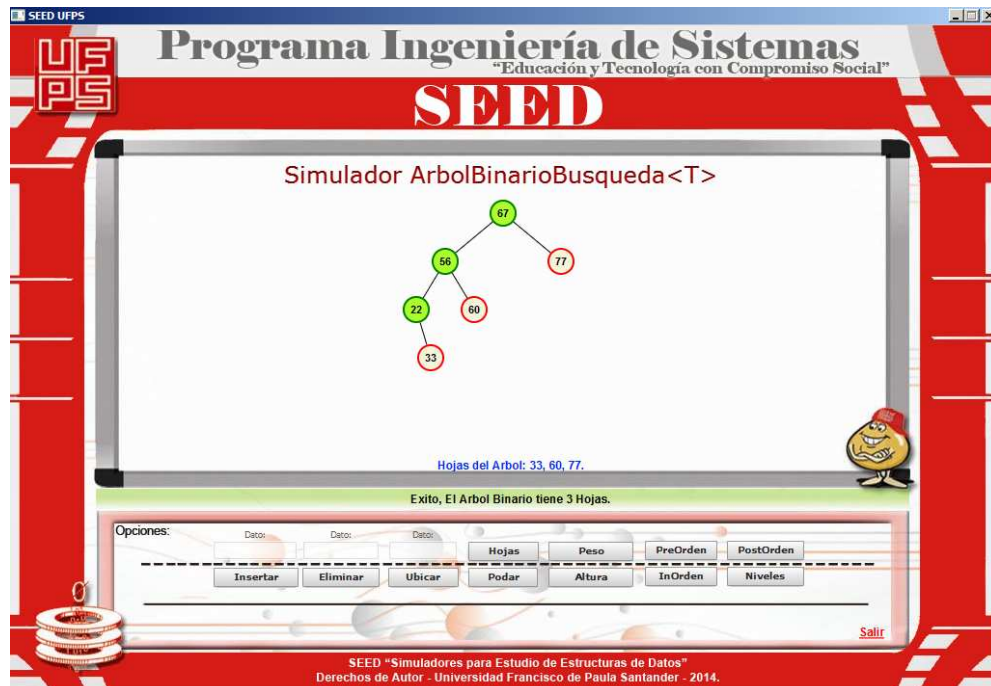 SEED UFPS
UFPS
Programa Ingeniería de Sistemas
“Educación y Tecnología con Compromiso Social”
SEED
Simulador ArbolBinarioBusqueda<T>
67
56
77
22
60
33
Hojas del Arbol: 33, 60, 77.
Exito, El Arbol Binario tiene 3 Hojas.
Opciones:
Dato: Dato: Dato:
Hojas Peso PreOrden PostOrden
Insertar Eliminar Ubicar Podar Altura InOrden Niveles
Salir
SEED “Simuladores para Estudio de Estructuras de Datos”
Derechos de Autor - Universidad Francisco de Paula Santander - 2014.